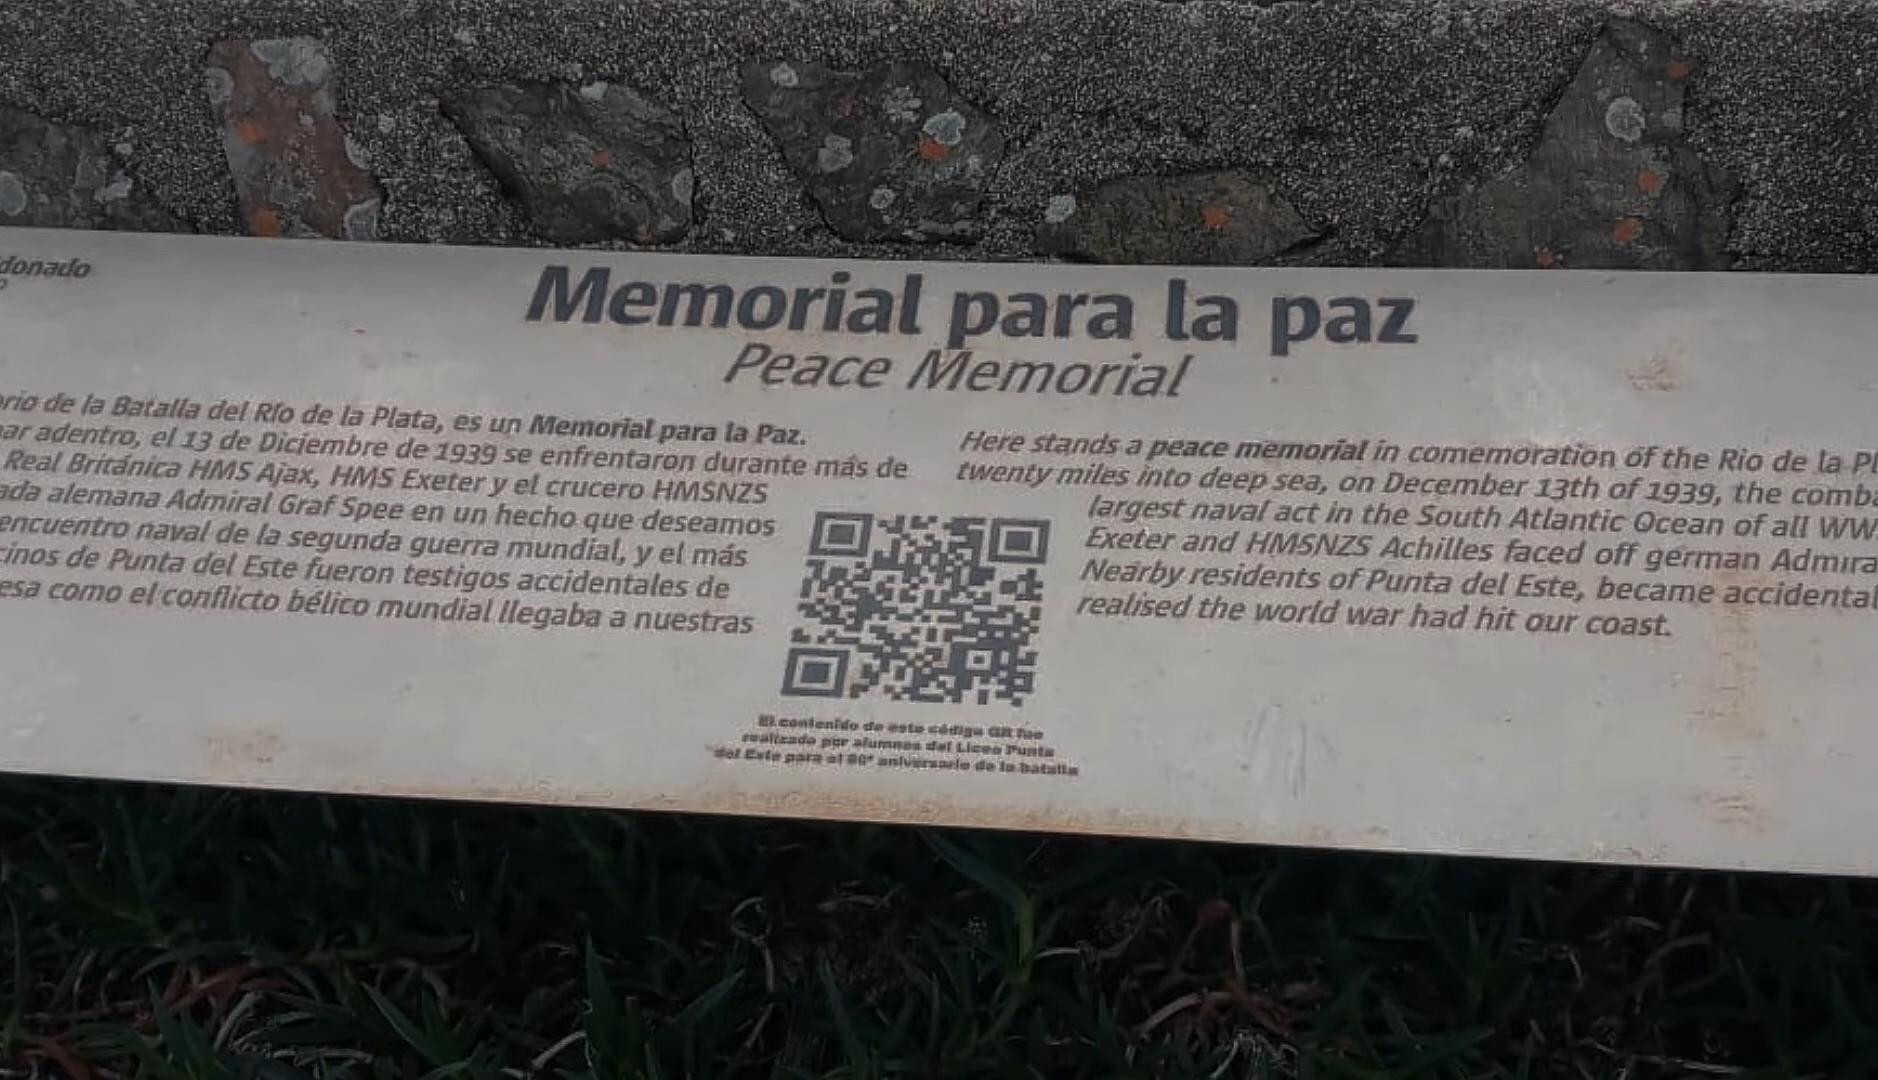 donado
Memorial para la paz
Peace Memorial
rio de la Batalla del Río de la Plata, es un Memorial para la Paz.
ar adentro, el 13 de Diciembre de 1939 se enfrentaron durante más de
Real Británica HMS Ajax, HMS Exeter y el crucero HMSNZS
ada alemana Admiral Graf Spee en un hecho que deseamos
encuentro naval de la segunda guerra mundial, y el más
cinos de Punta del Este fueron testigos accidentales de
esa como el conflicto bélico mundial llegaba a nuestras
Here stands a peace memorial in comemoration of the Rio de la Pl
twenty miles into deep sea, on December 13th of 1939, the comba
largest naval act in the South Atlantic Ocean of all WW
Exeter and HMSNZS Achilles faced off german Admira
Nearby residents of Punta del Este, became accidental
realised the world war had hit our coast.
El contenido de este código QR fue
realizado por alumnos del Liceo Punta
del Este para el 80° aniversario de la batalla